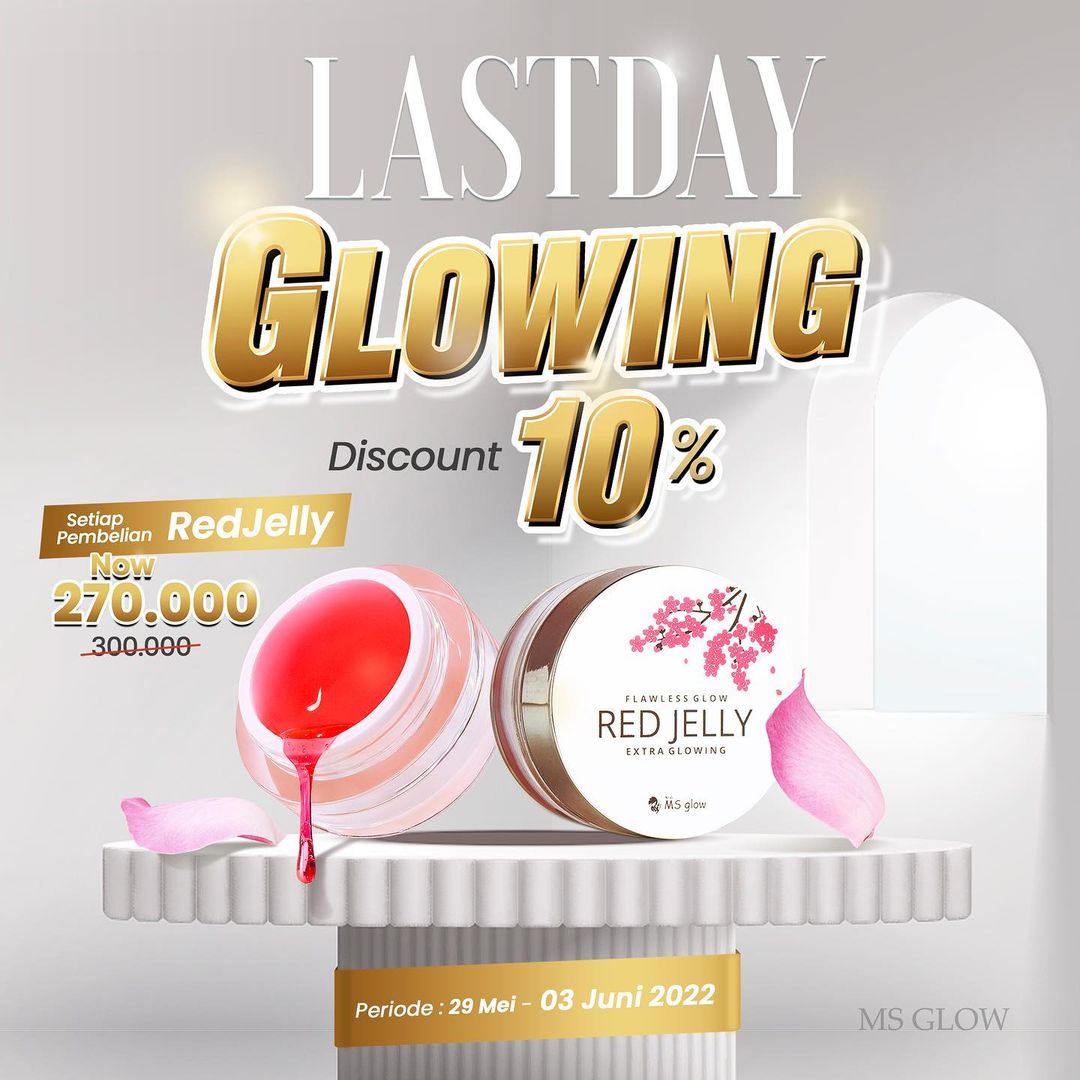 LASTDAY
GLOWING
Discount 10%
Setiap
Pembelian RedJelly
Now
270.000
300.000
FLAWLESS GLOW
RED JELLY
EXTRA GLOWING
MS glow
Periode : 29 Mei - 03 Juni 2022
MS GLOW